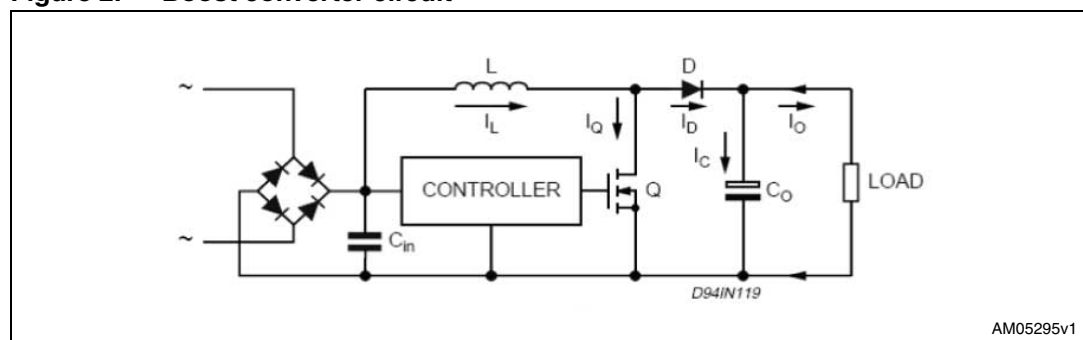 Figure 2. Boost converter circuit
L
D
~
I_L
I_Q
I_D
I_O
I_C
CONTROLLER
Q
C_O
LOAD
~
C_in
D94IN119
AM05295v1